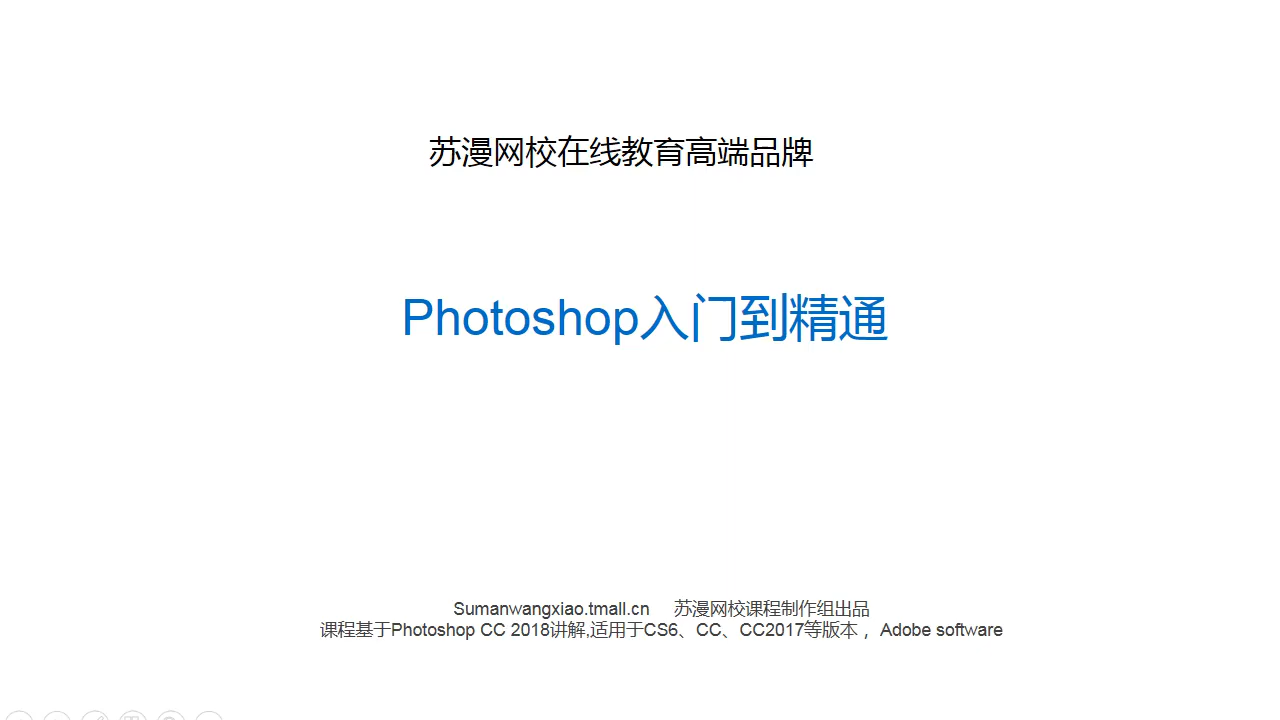 苏漫网校在线教育高端品牌
Photoshop入门到精通
Sumanwangxiao.tmall.cn 苏漫网校课程制作组出品
课程基于Photoshop CC 2018讲解,适用于CS6、CC、CC2017等版本，Adobe software